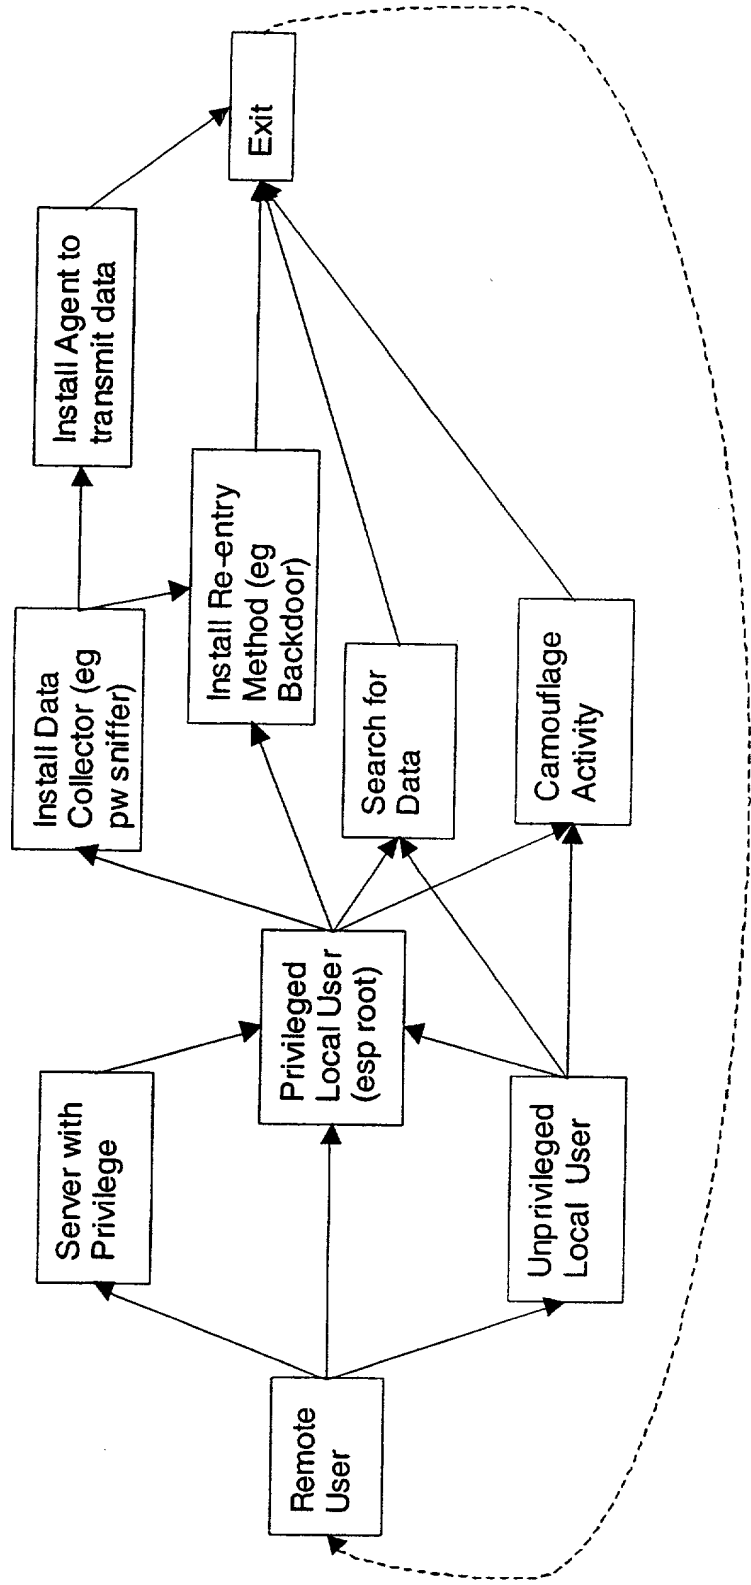 Remote
User
Server with
Privilege
Privileged
Local User
(esp root)
Unprivileged
Local User
Install Data
Collector (eg
pw sniffer)
Install Re-entry
Method (eg
Backdoor)
Search for
Data
Camouflage
Activity
Install Agent to
transmit data
Exit